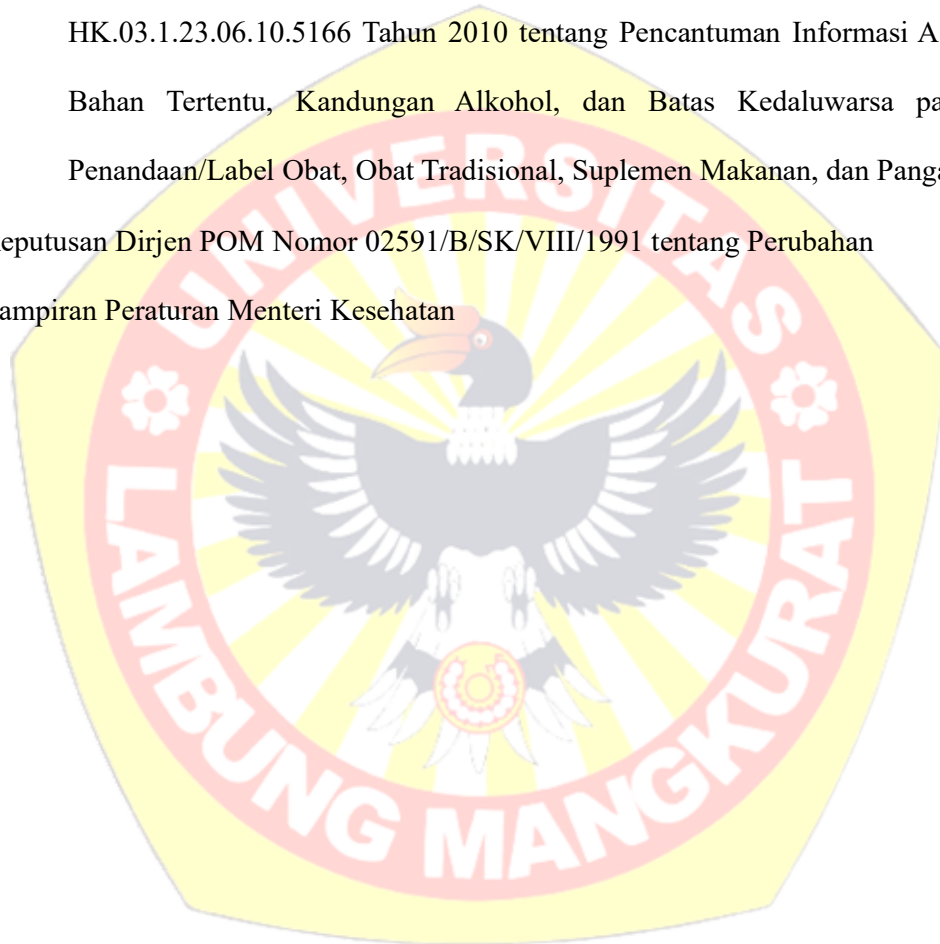 HK.03.1.23.06.10.5166 Tahun 2010 tentang Pencantuman Informasi A
Bahan Tertentu, Kandungan Alkohol, dan Batas Kedaluwarsa pa
Penandaan/Label Obat, Obat Tradisional, Suplemen Makanan, dan Panga
eputusan Dirjen POM Nomor 02591/B/SK/VIII/1991 tentang Perubahan
ampiran Peraturan Menteri Kesehatan
UNIVERSITAS
LAMBUNG MANGKURAT